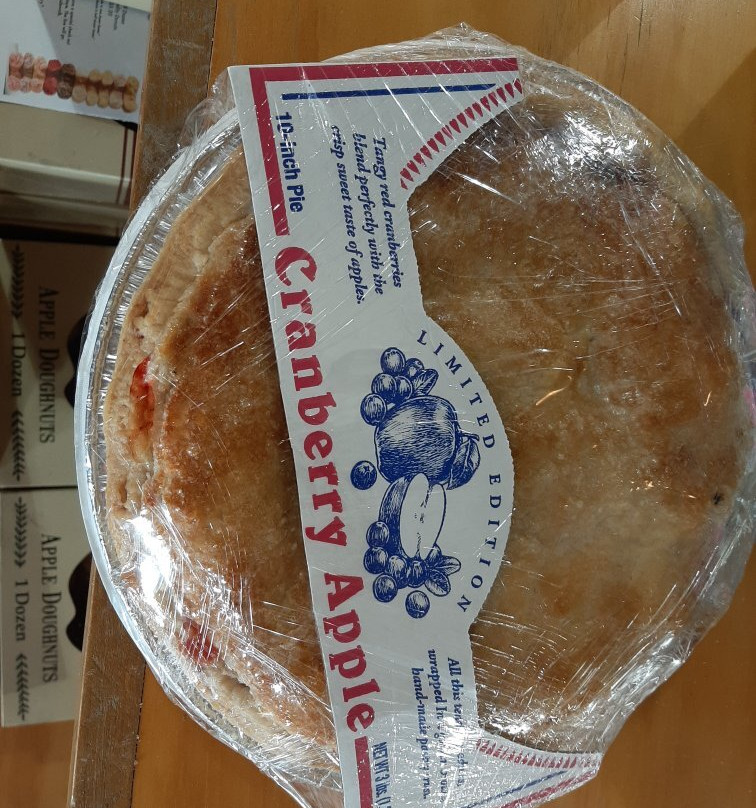 Tangy red cranberries
blend perfectly with the
crisp sweet taste of apples.
10-inch Pie
LIMITED EDITION
Cranberry Apple
All this
wrapped in
hand-made
NET WT 3 lbs.
APPLE DOUGHNUTS
1 Dozen
APPLE DOUGHNUTS
1 Dozen